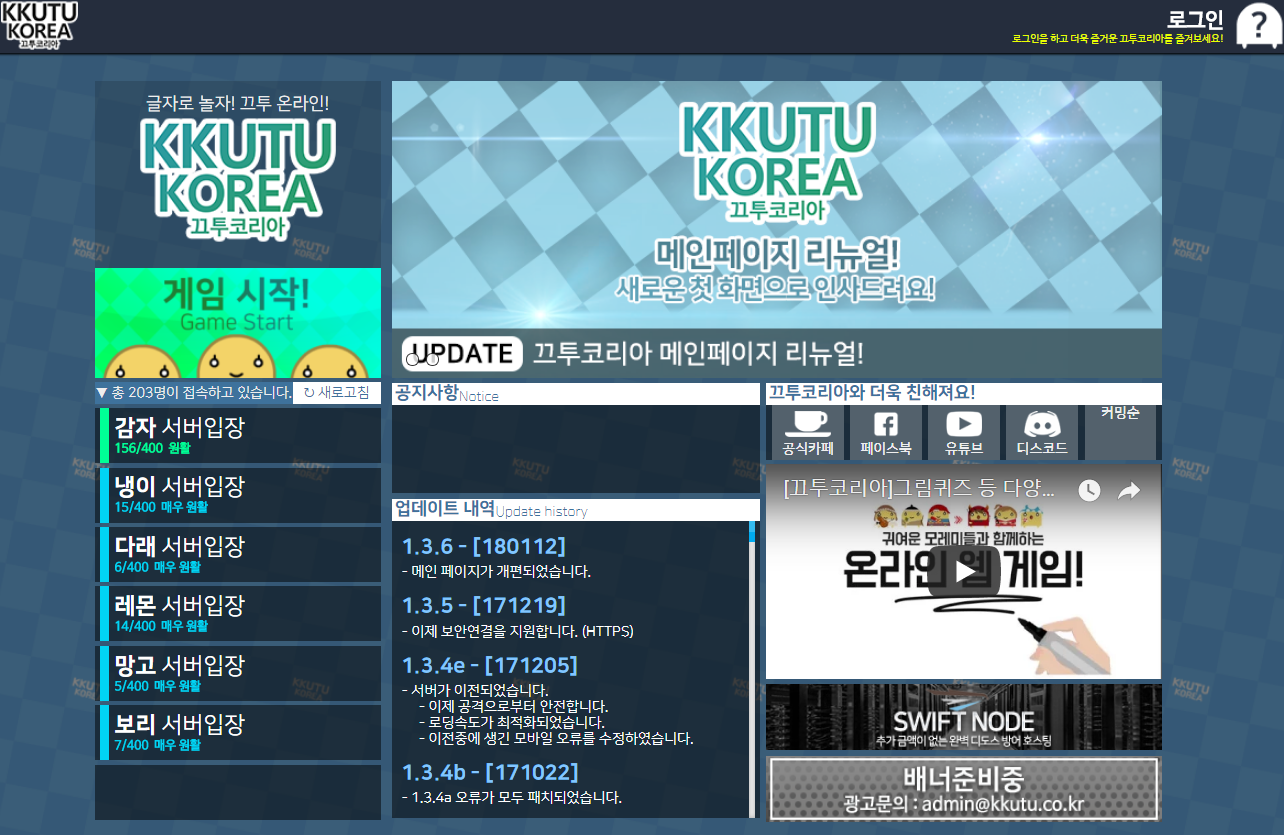 KKUTU
KOREA
끄투코리아
로그인
로그인을 하고 더욱 즐거운 끄투코리아를 즐겨보세요!
?
글자로 놀자! 끄투 온라인!
KKUTU
KOREA
끄투코리아
게임 시작!
Game Start
▼ 총 203명이 접속하고 있습니다.
↻ 새로고침
감자 서버입장
156/400 원활
냉이 서버입장
15/400 매우 원활
다래 서버입장
6/400 매우 원활
레몬 서버입장
14/400 매우 원활
망고 서버입장
5/400 매우 원활
보리 서버입장
7/400 매우 원활
KKUTU
KOREA
끄투코리아
메인페이지 리뉴얼!
새로운 첫 화면으로 인사드려요!
UPDATE 끄투코리아 메인페이지 리뉴얼!
공지사항Notice
업데이트 내역Update history
1.3.6 - [180112]
- 메인 페이지가 개편되었습니다.
1.3.5 - [171219]
- 이제 보안연결을 지원합니다. (HTTPS)
1.3.4e - [171205]
- 서버가 이전되었습니다.
- 이제 공격으로부터 안전합니다.
- 로딩속도가 최적화되었습니다.
- 이전중에 생긴 모바일 오류를 수정하였습니다.
1.3.4b - [171022]
- 1.3.4a 오류가 모두 패치되었습니다.
끄투코리아와 더욱 친해져요!
공식카페
페이스북
유튜브
디스코드
커밍순
[끄투코리아]그림퀴즈 등 다양...
귀여운 모레미들과 함께하는
온라인 웹 게임!
SWIFT NODE
추가 금액이 없는 완벽 디도스 방어 호스팅
배너준비중
광고문의 : admin@kkutu.co.kr